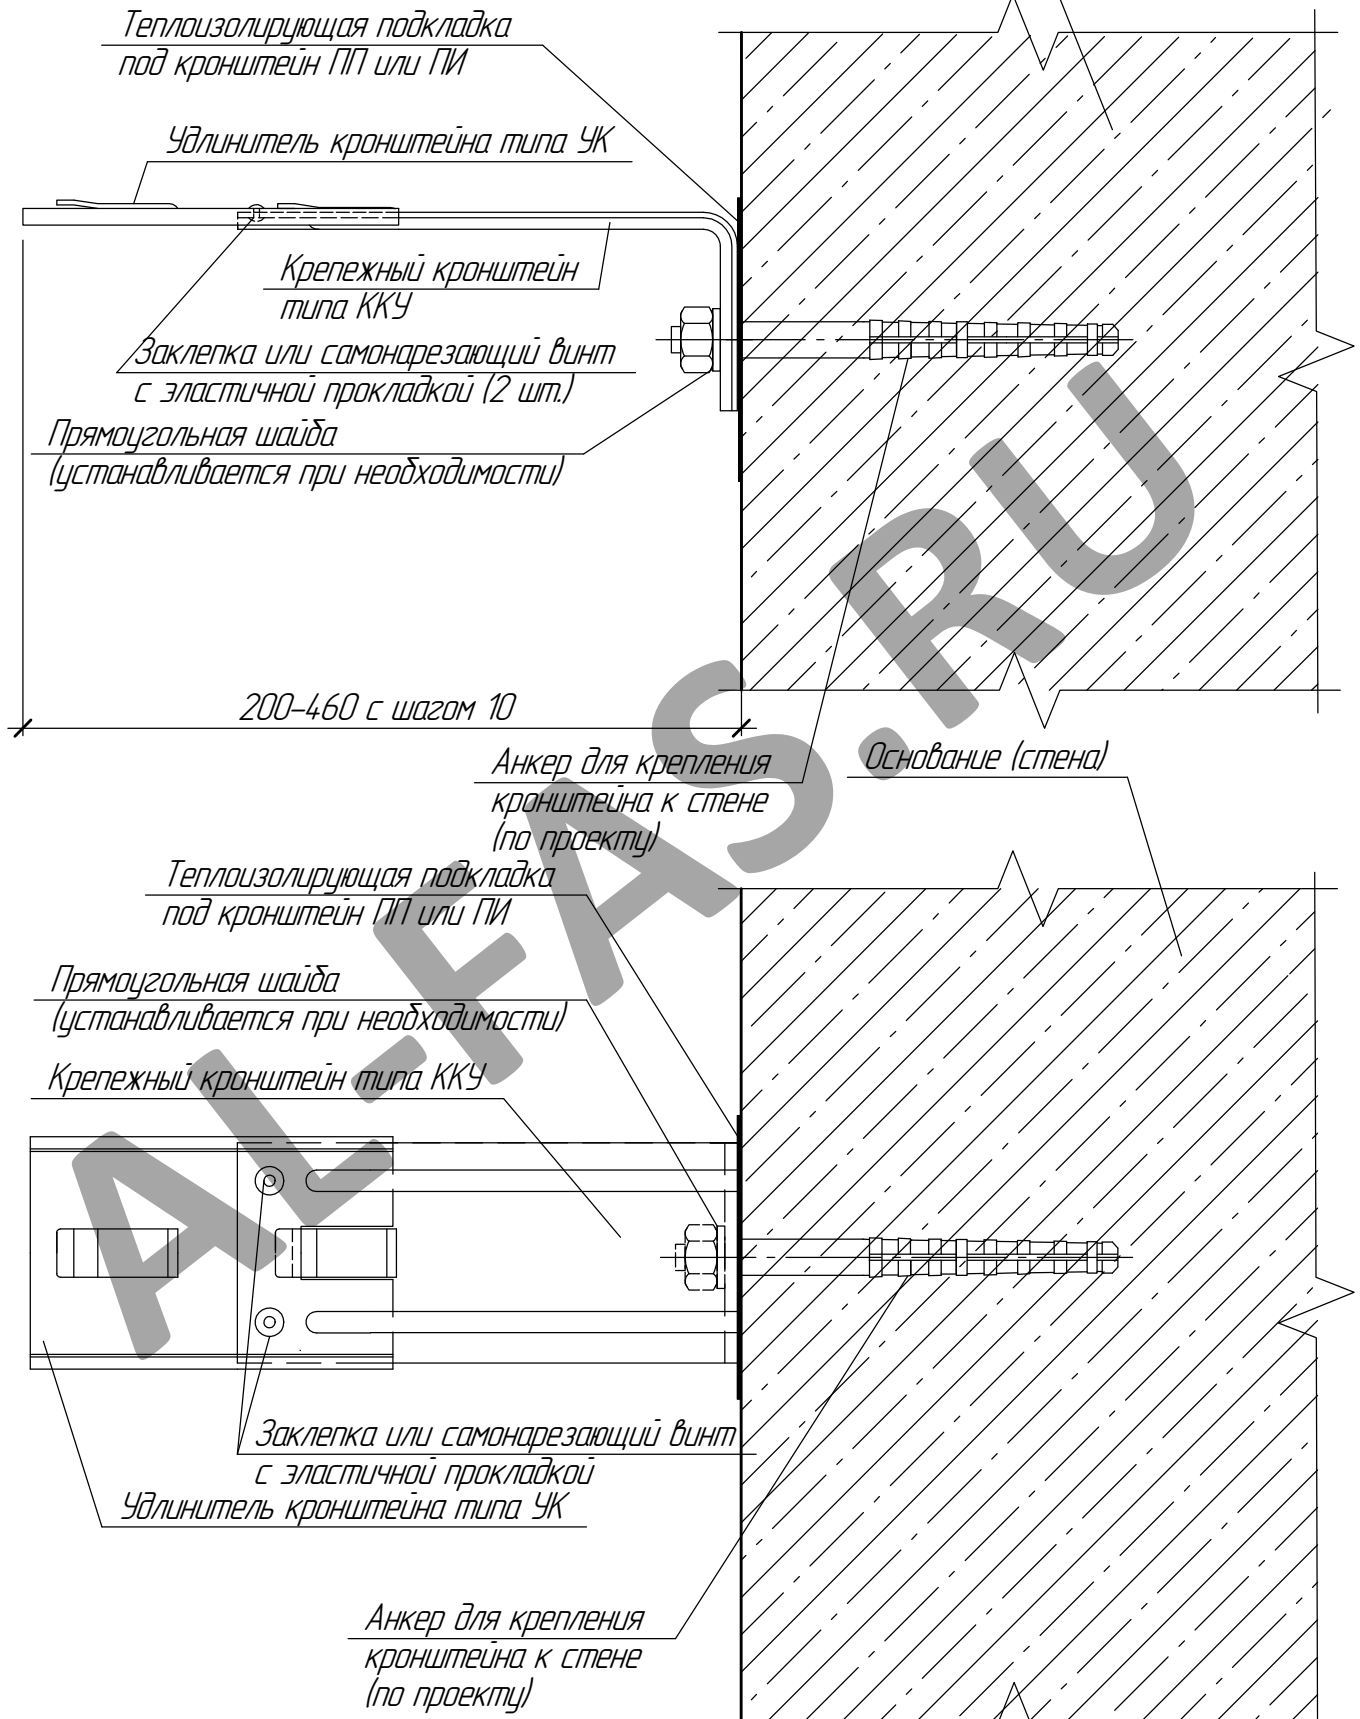 Теплоизолирующая подкладка
под кронштейн ПП или ПИ
Удлинитель кронштейна типа УК
Крепежный кронштейн
типа ККУ
Заклепка или самонарезающий винт
с эластичной прокладкой (2 шт.)
Прямоугольная шайба
(устанавливается при необходимости)
200-460 с шагом 10
Анкер для крепления
кронштейна к стене
(по проекту)
Основание (стена)
Теплоизолирующая подкладка
под кронштейн ПП или ПИ
Прямоугольная шайба
(устанавливается при необходимости)
Крепежный кронштейн типа ККУ
Заклепка или самонарезающий винт
с эластичной прокладкой
Удлинитель кронштейна типа УК
Анкер для крепления
кронштейна к стене
(по проекту)
AL-FAS.RU